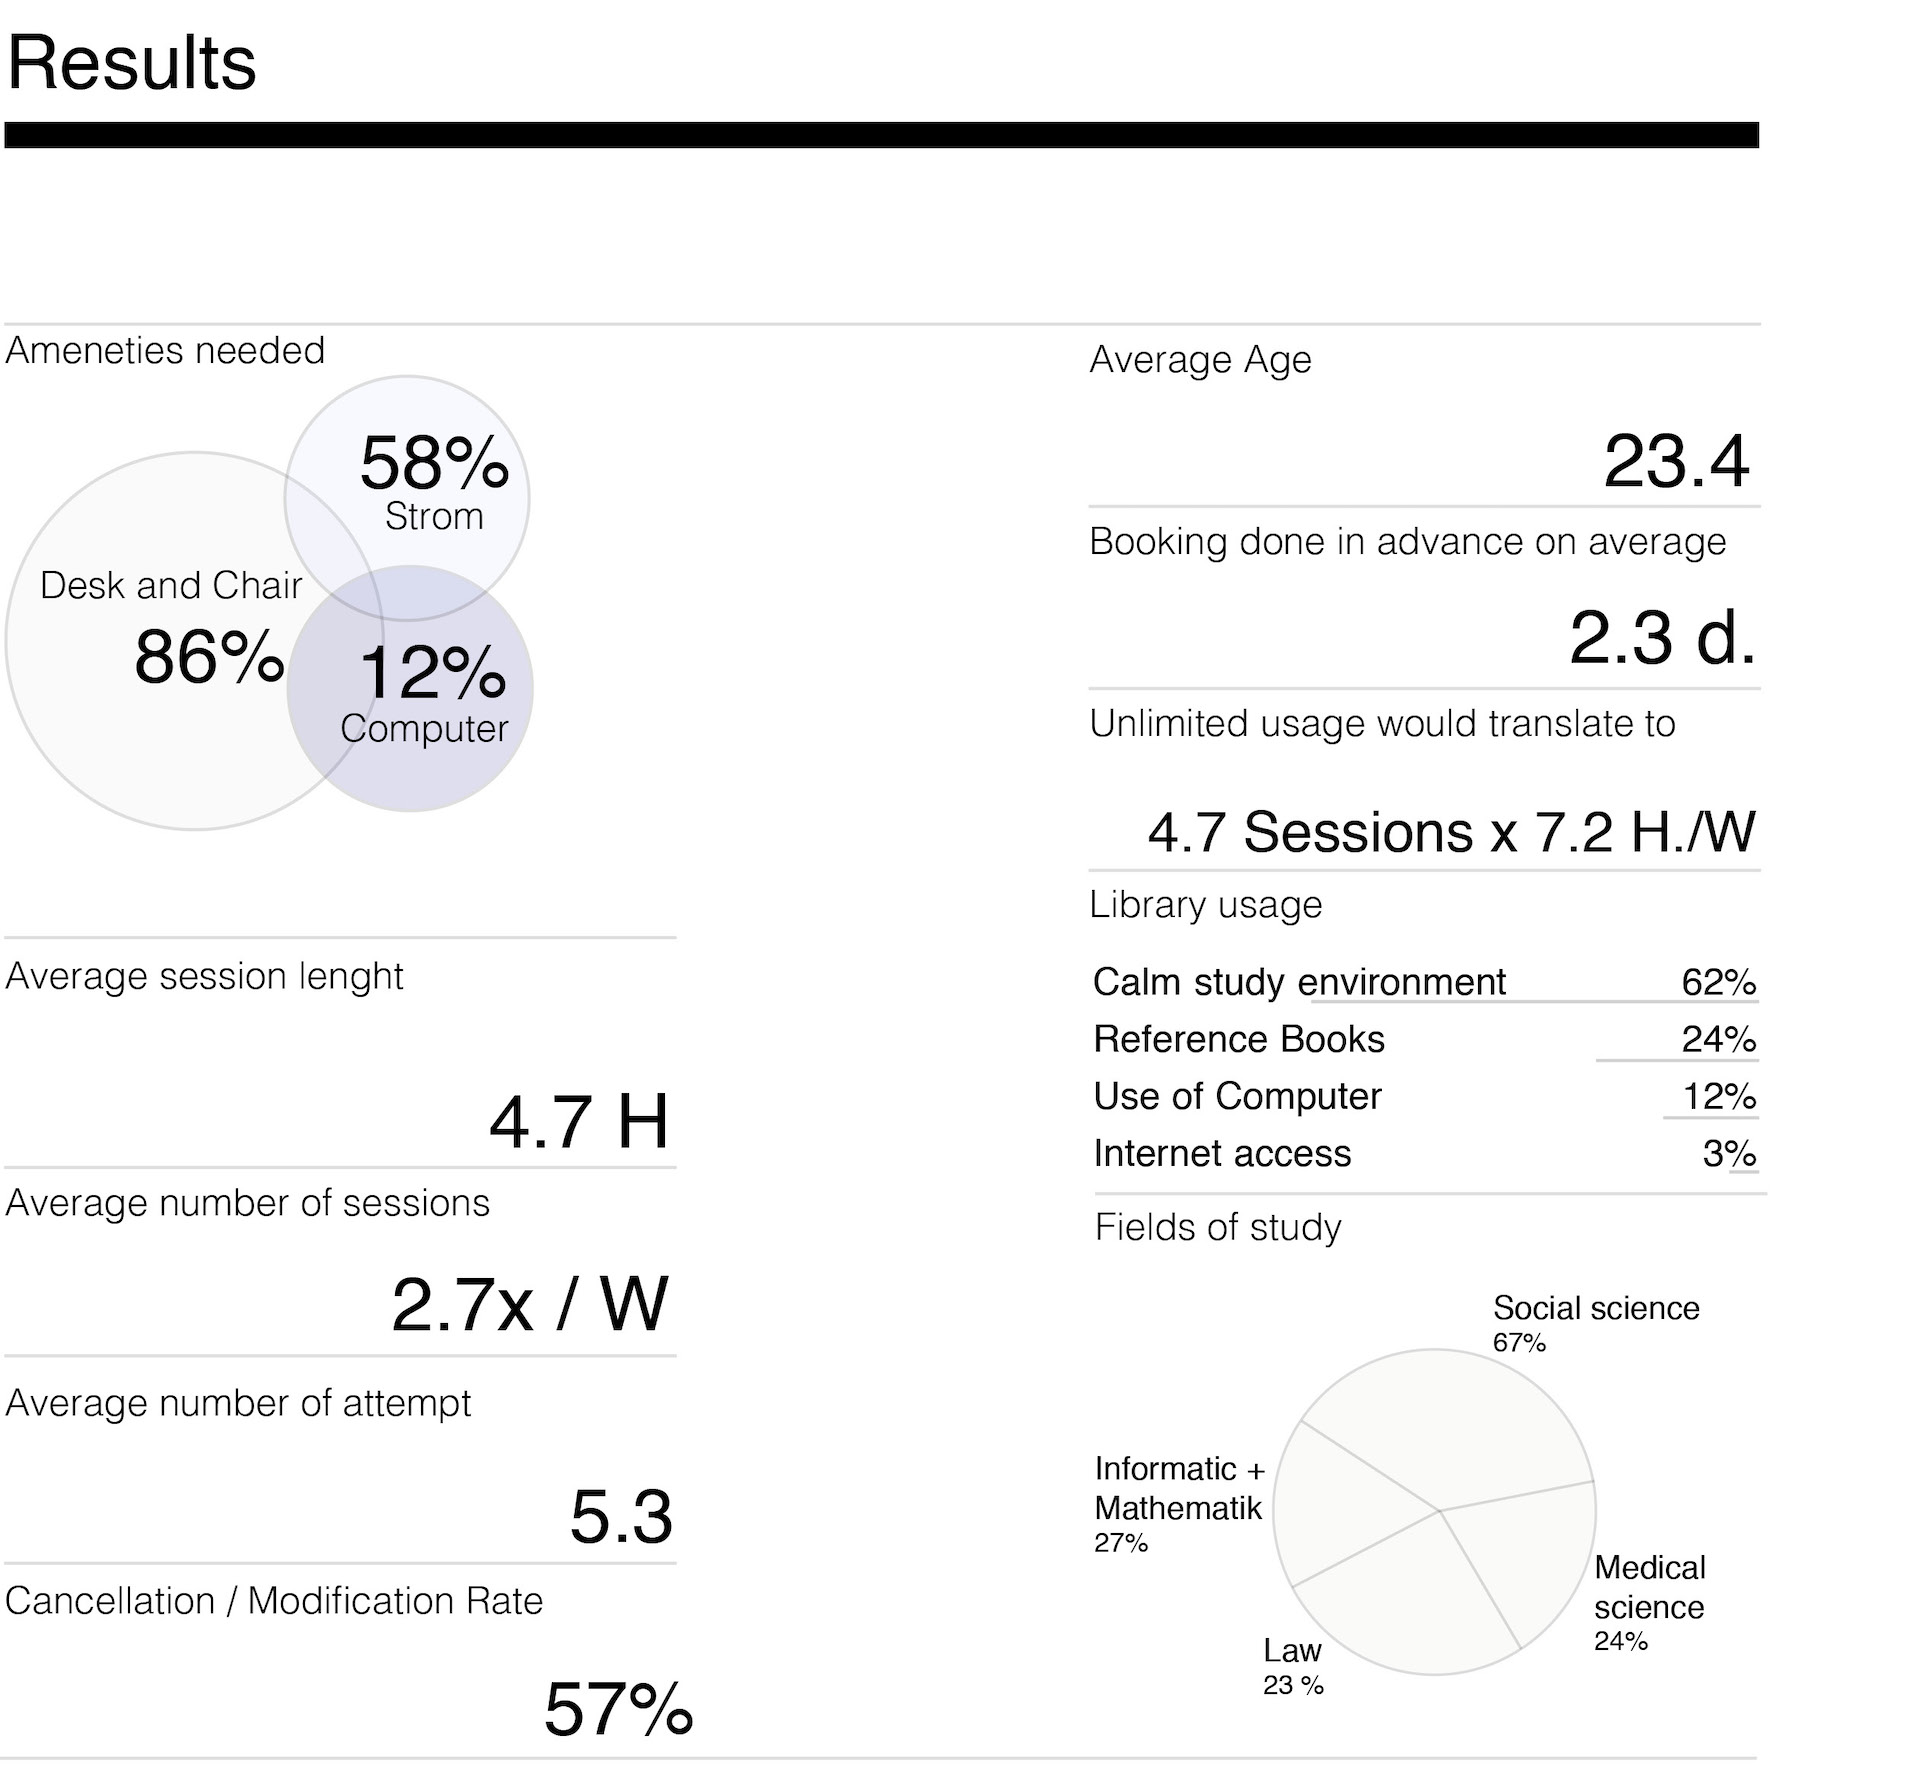 Results
Ameneties needed
58%
Strom
Desk and Chair
86%
12%
Computer
Average session lenght
4.7 H
Average number of sessions
2.7x / W
Average number of attempt
5.3
Cancellation / Modification Rate
57%
Average Age
23.4
Booking done in advance on average
2.3 d.
Unlimited usage would translate to
4.7 Sessions x 7.2 H./W
Library usage
Calm study environment 62%
Reference Books 24%
Use of Computer 12%
Internet access 3%
Fields of study
Social science
67%
Informatic +
Mathematik
27%
Medical
science
24%
Law
23 %